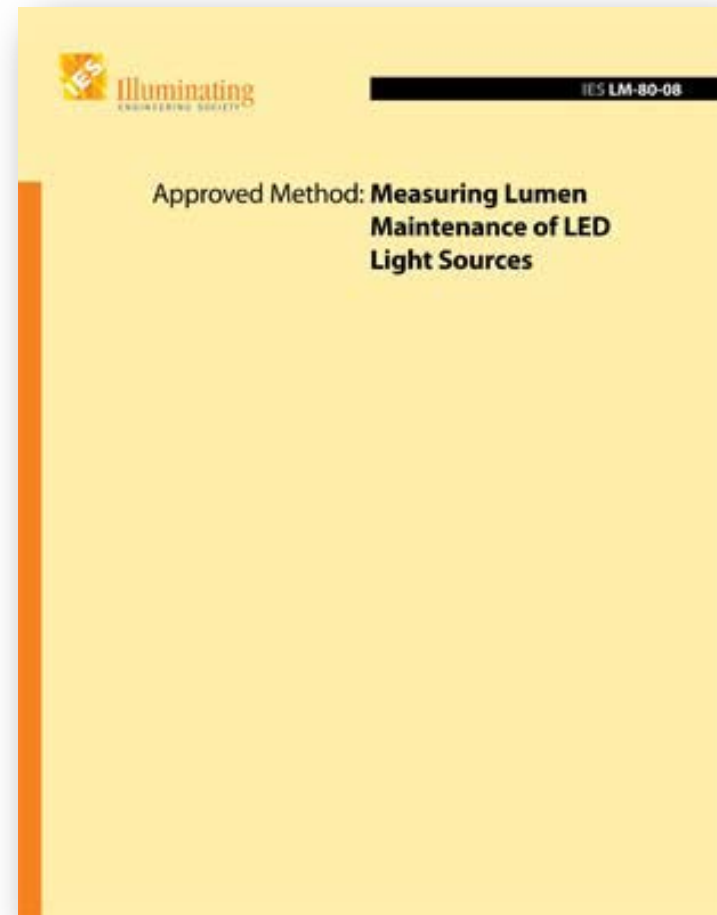 IES
Illuminating
ENGINEERING SOCIETY
IES LM-80-08
Approved Method: Measuring Lumen
Maintenance of LED
Light Sources